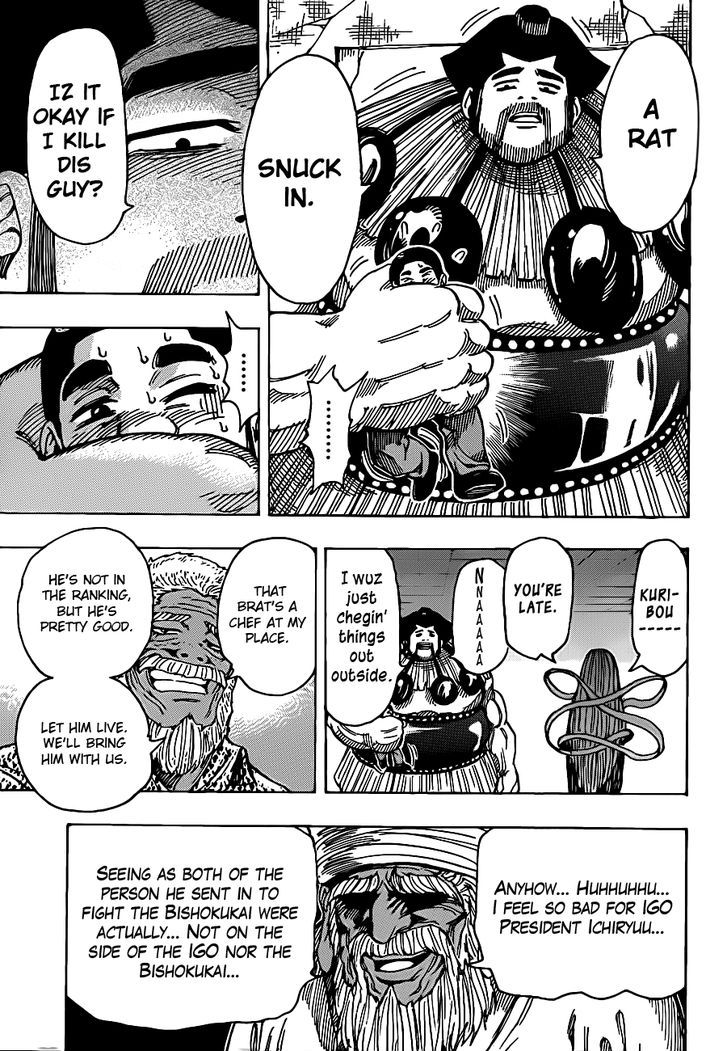 A
RAT
SNUCK
IN.
IZ IT
OKAY IF
I KILL
DIS
GUY?
......
......
KURI-
BOU
-----
YOU'RE
LATE.
NNAAAAA
I WUZ
just
chegin'
things
out
outside.
THAT
BRAT'S A
CHEF AT MY
PLACE.
HE'S NOT IN
THE RANKING,
BUT HE'S
PRETTY GOOD.
LET HIM LIVE.
WE'LL BRING
HIM WITH US.
ANYHOW... HUHHUHHU...
I FEEL SO BAD FOR IGO
PRESIDENT ICHIRYUU...
SEEING AS BOTH OF THE
PERSON HE SENT IN TO
FIGHT THE BISHOKUKAI WERE
ACTUALLY... NOT ON THE
SIDE OF THE IGO NOR THE
BISHOKUKAI...